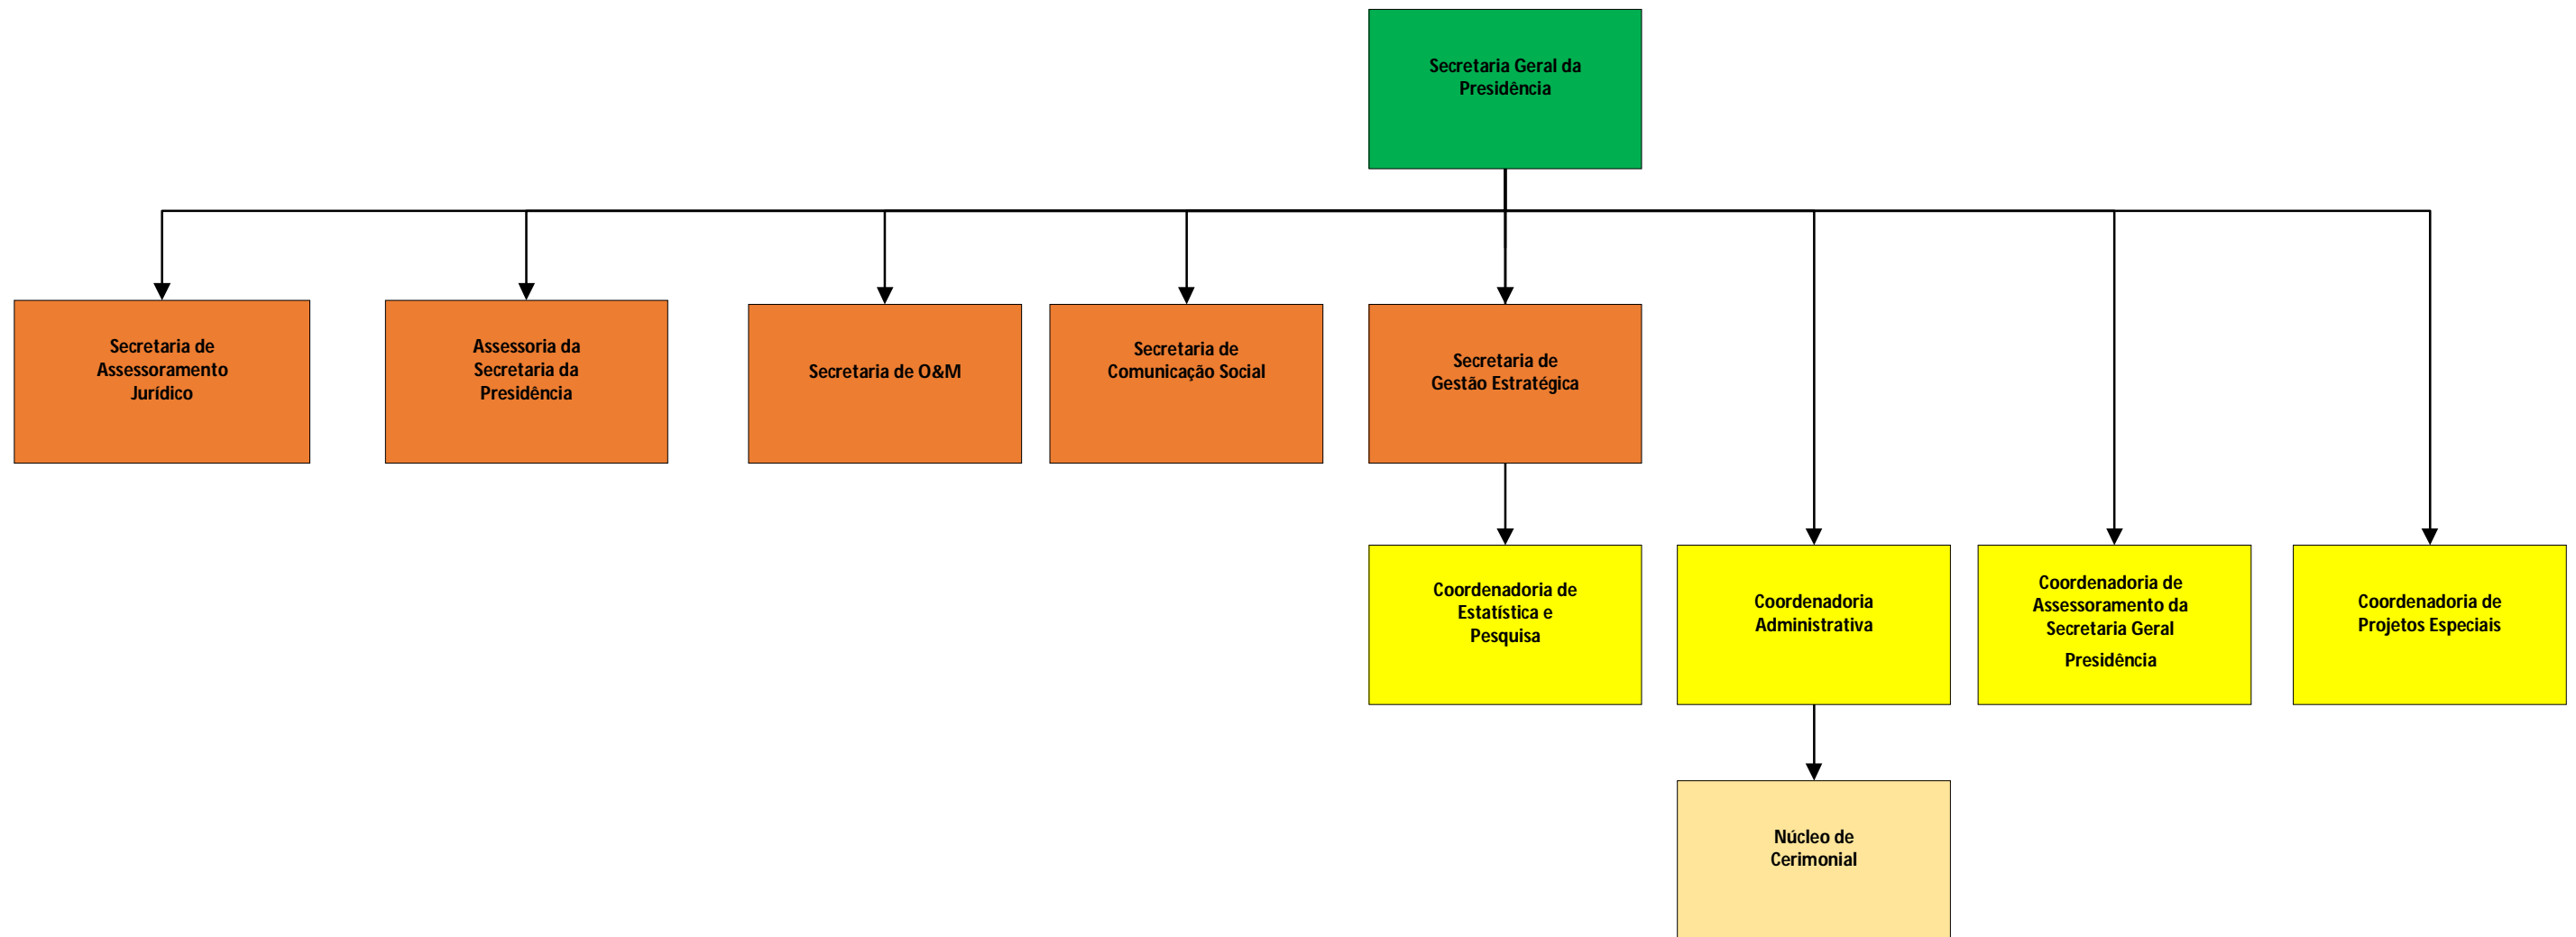 Secretaria Geral da
Presidência
Secretaria de
Assessoramento
Jurídico
Assessoria da
Secretaria da
Presidência
Secretaria de O&M
Secretaria de
Comunicação Social
Secretaria de
Gestão Estratégica
Coordenadoria de
Estatística e
Pesquisa
Coordenadoria
Administrativa
Coordenadoria de
Assessoramento da
Secretaria Geral
Presidência
Coordenadoria de
Projetos Especiais
Núcleo de
Cerimonial